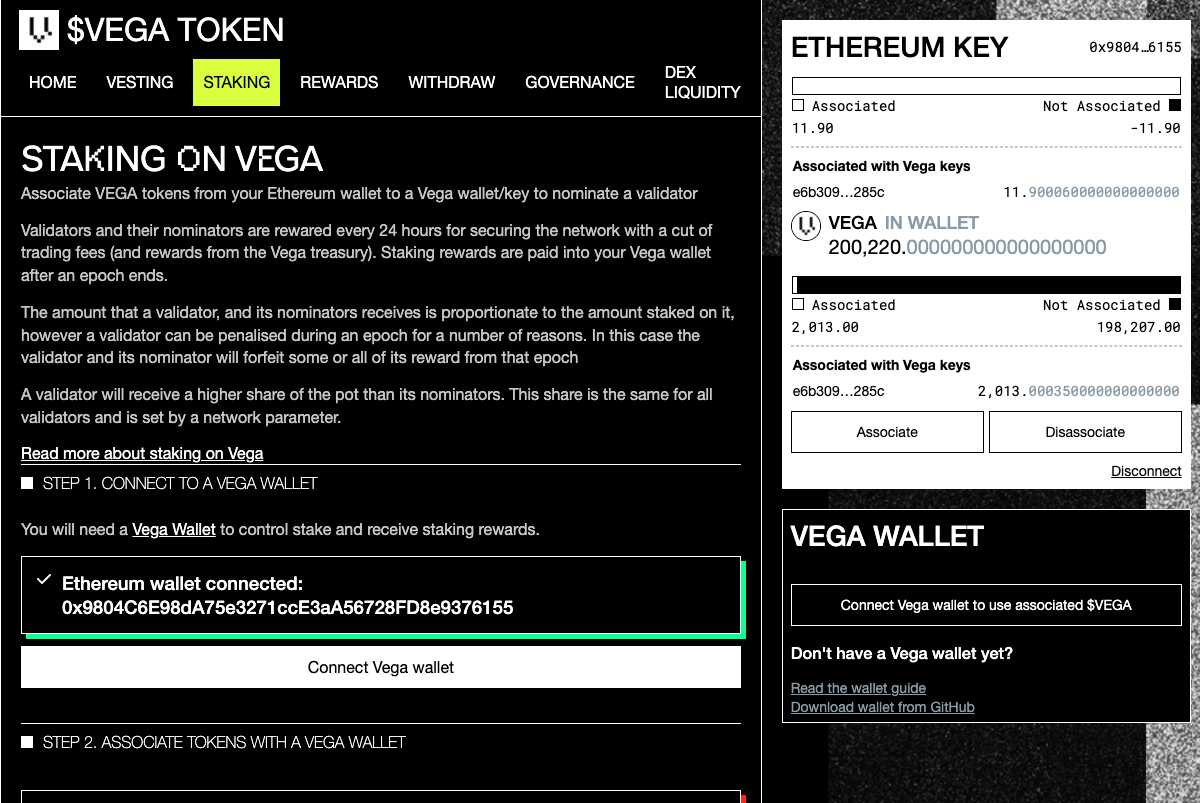 $VEGA TOKEN
HOME VESTING STAKING REWARDS WITHDRAW GOVERNANCE DEX LIQUIDITY
STAKING ON VEGA
Associate VEGA tokens from your Ethereum wallet to a Vega wallet/key to nominate a validator
Validators and their nominators are rewarded every 24 hours for securing the network with a cut of
trading fees (and rewards from the Vega treasury). Staking rewards are paid into your Vega wallet
after an epoch ends.
The amount that a validator, and its nominators receives is proportionate to the amount staked on it,
however a validator can be penalised during an epoch for a number of reasons. In this case the
validator and its nominator will forfeit some or all of its reward from that epoch
A validator will receive a higher share of the pot than its nominators. This share is the same for all
validators and is set by a network parameter.
Read more about staking on Vega
STEP 1. CONNECT TO A VEGA WALLET
You will need a Vega Wallet to control stake and receive staking rewards.
Ethereum wallet connected:
0x9804C6E98dA75e3271ccE3aA56728FD8e9376155
Connect Vega wallet
STEP 2. ASSOCIATE TOKENS WITH A VEGA WALLET
ETHEREUM KEY 0x9804…6155
Associated Not Associated
11.90 -11.90
Associated with Vega keys
e6b309…285c 11.900060000000000000
VEGA IN WALLET
200,220.000000000000000000
Associated Not Associated
2,013.00 198,207.00
Associated with Vega keys
e6b309…285c 2,013.000350000000000000
Associate Disassociate
Disconnect
VEGA WALLET
Connect Vega wallet to use associated $VEGA
Don't have a Vega wallet yet?
Read the wallet guide
Download wallet from GitHub